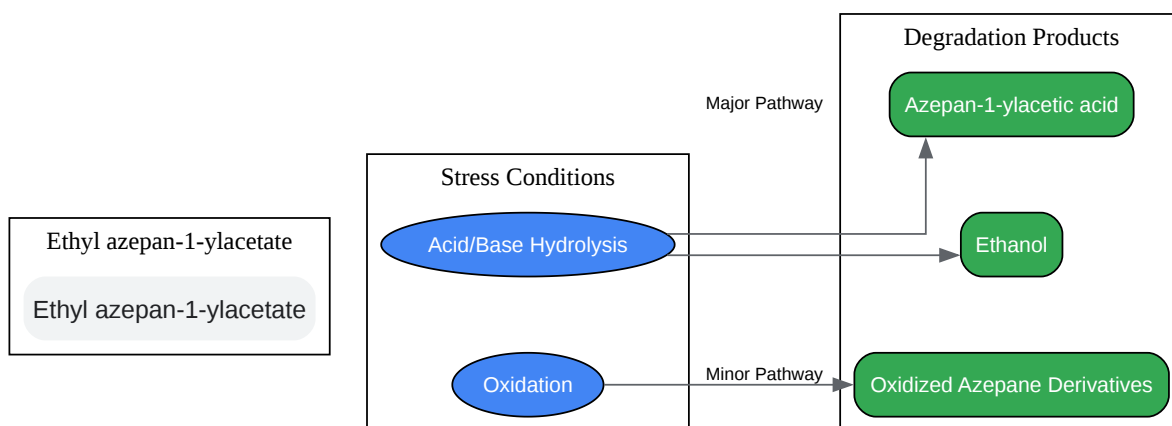 Ethyl azepan-1-ylacetate
Ethyl azepan-1-ylacetate
Stress Conditions
Acid/Base Hydrolysis
Oxidation
Major Pathway
Minor Pathway
Degradation Products
Azepan-1-ylacetic acid
Ethanol
Oxidized Azepane Derivatives